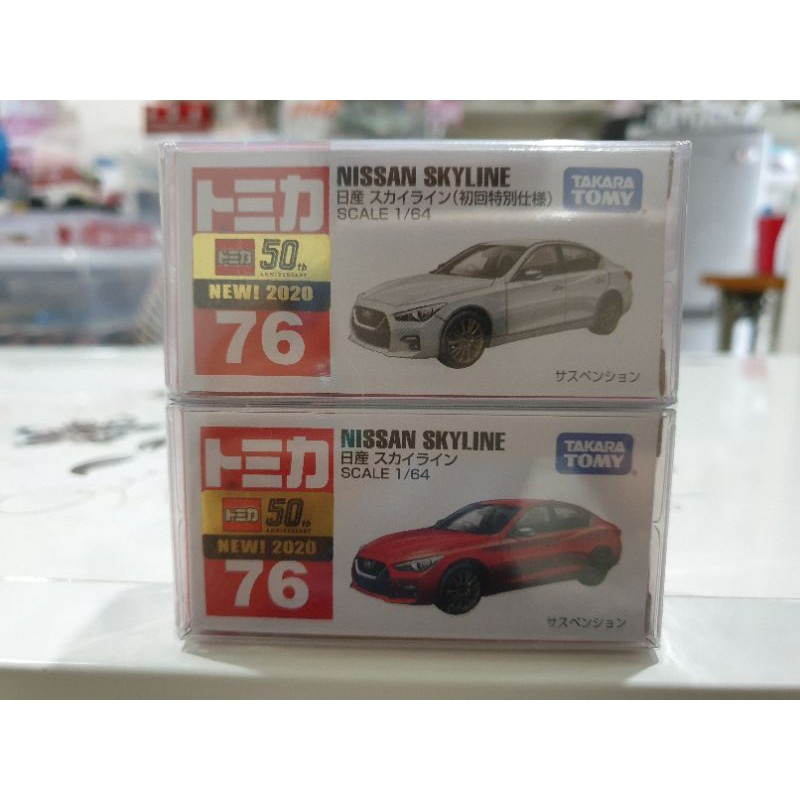 トミカ
トミカ 50th
ANNIVERSARY
NEW! 2020
76
NISSAN SKYLINE
日産 スカイライン(初回特別仕様)
SCALE 1/64
TAKARA
TOMY
サスペンション
トミカ
トミカ 50th
ANNIVERSARY
NEW! 2020
76
NISSAN SKYLINE
日産 スカイライン
SCALE 1/64
TAKARA
TOMY
サスペンション